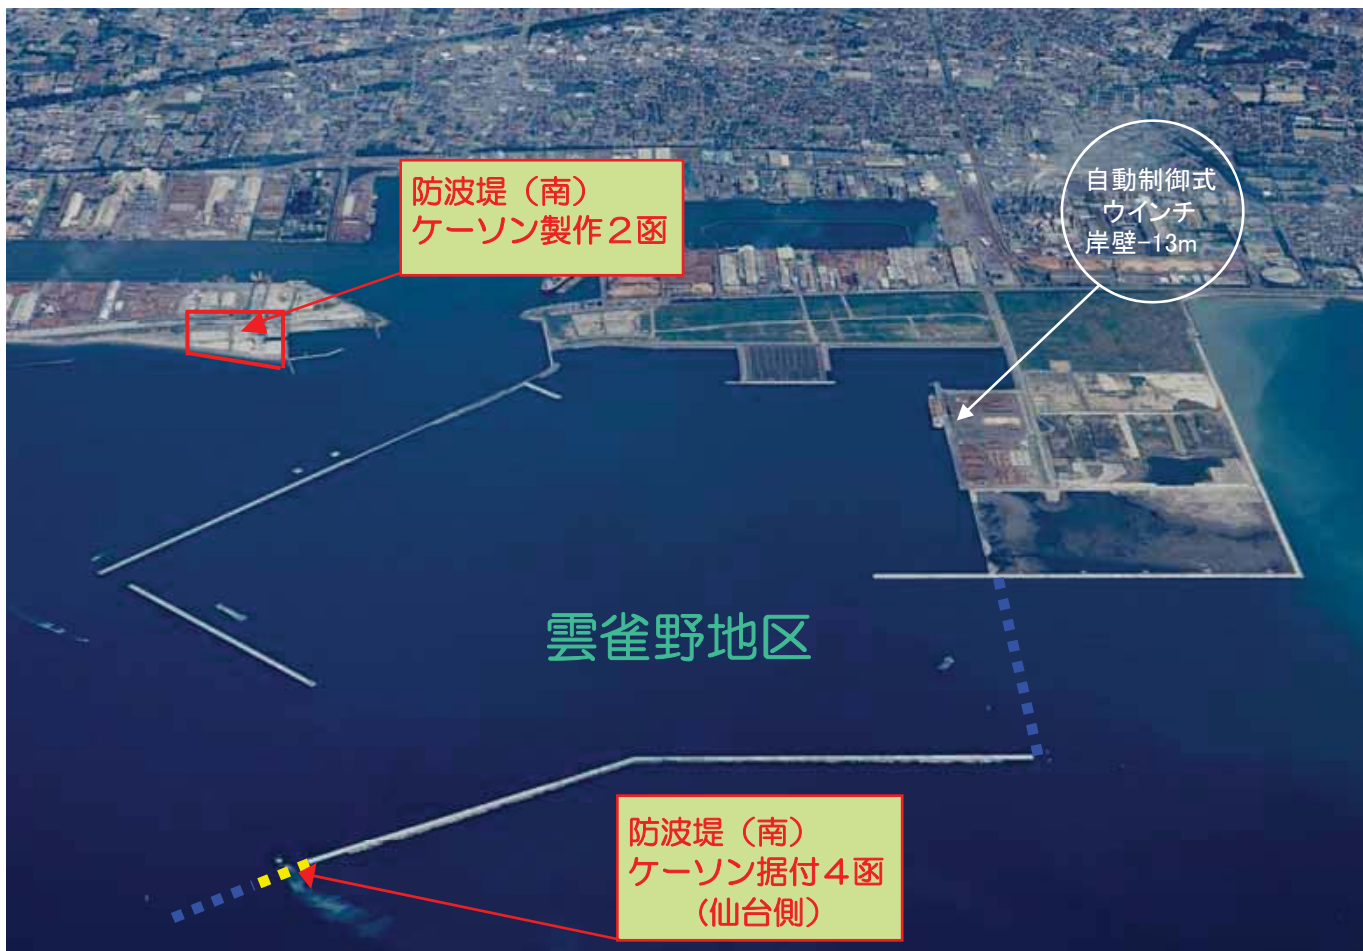 防波堤（南）
ケーソン製作２函
自動制御式
ウインチ
岸壁-13m
雲雀野地区
防波堤（南）
ケーソン据付４函
(仙台側）